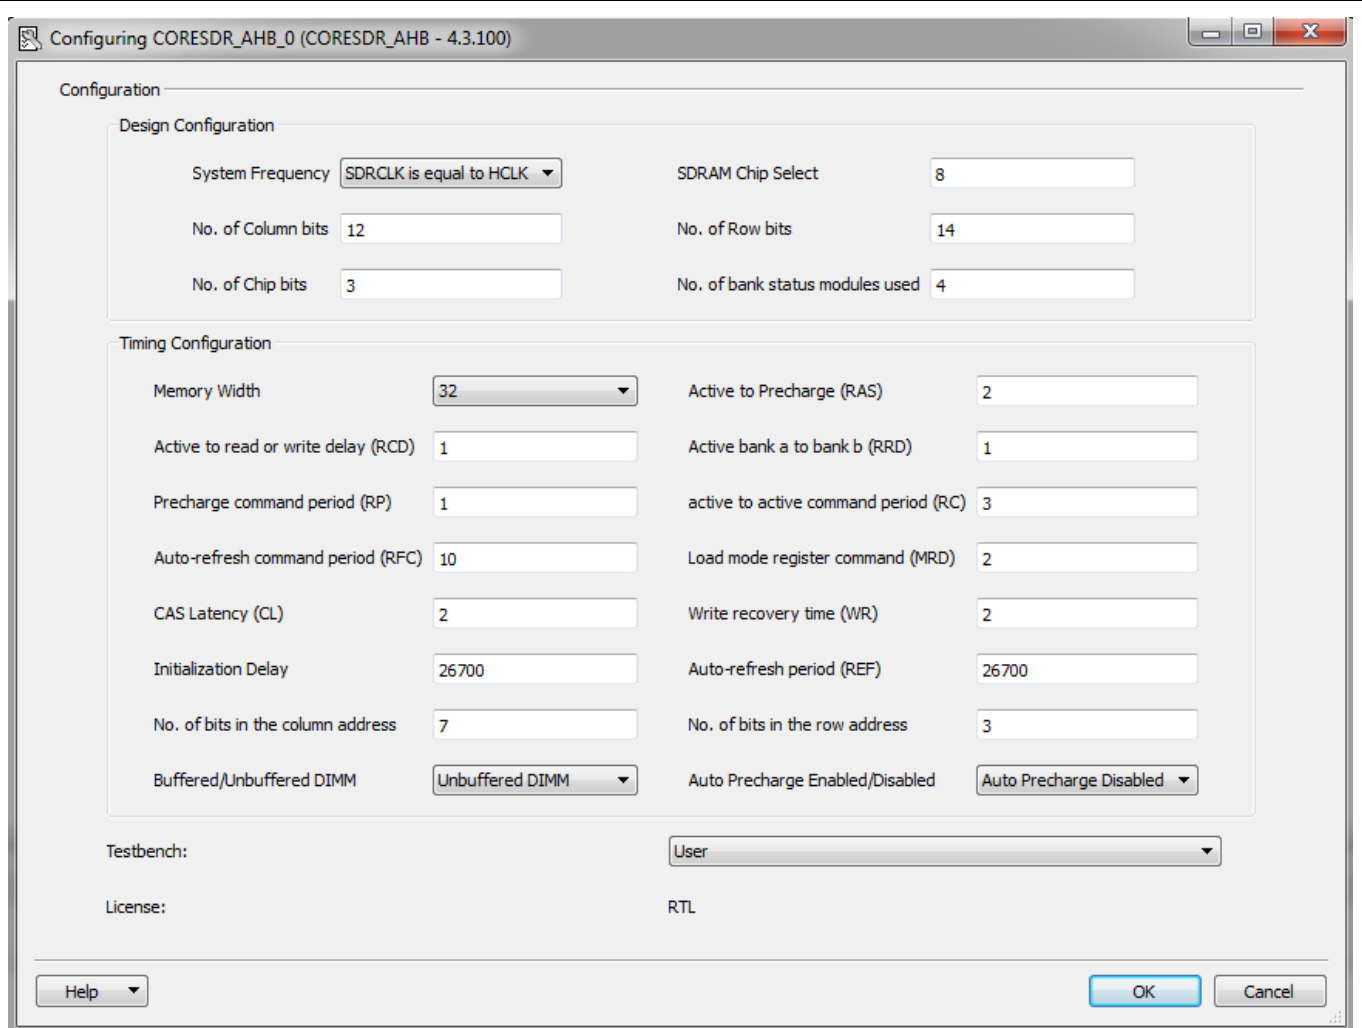 Configuring CORESDR_AHB_0 (CORESDR_AHB - 4.3.100)
Configuration
Design Configuration
System Frequency SDRCLK is equal to HCLK SDRAM Chip Select 8
No. of Column bits 12 No. of Row bits 14
No. of Chip bits 3 No. of bank status modules used 4
Timing Configuration
Memory Width 32 Active to Precharge (RAS) 2
Active to read or write delay (RCD) 1 Active bank a to bank b (RRD) 1
Precharge command period (RP) 1 active to active command period (RC) 3
Auto-refresh command period (RFC) 10 Load mode register command (MRD) 2
CAS Latency (CL) 2 Write recovery time (WR) 2
Initialization Delay 26700 Auto-refresh period (REF) 26700
No. of bits in the column address 7 No. of bits in the row address 3
Buffered/Unbuffered DIMM Unbuffered DIMM Auto Precharge Enabled/Disabled Auto Precharge Disabled
Testbench: User
License: RTL
Help OK Cancel